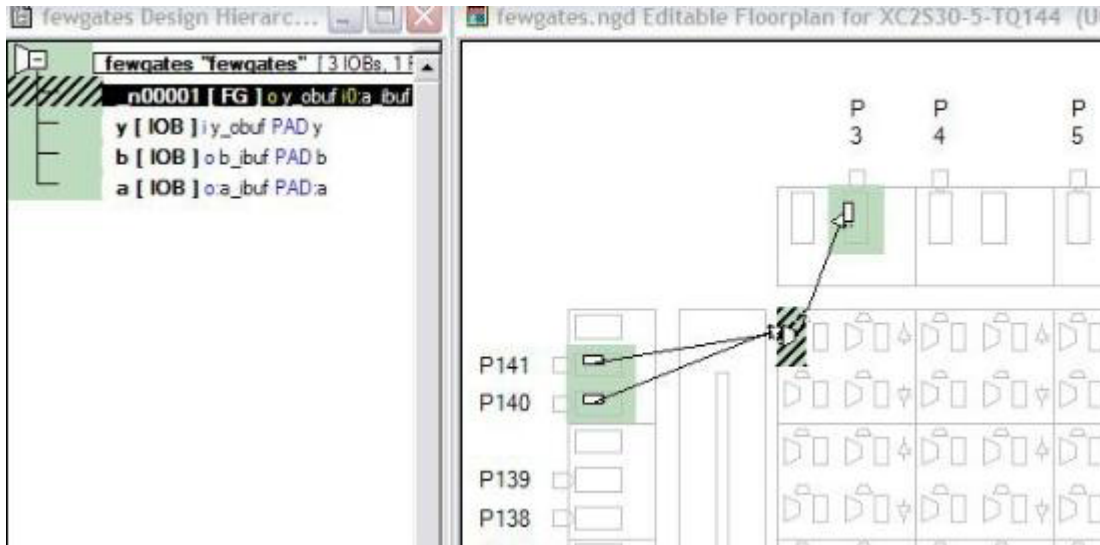 fewgates Design Hierarc...
fewgates "fewgates" [ 3 IOBs, 1 F
_n00001 [ FG ] o y_obuf i0:a_ibuf
y [ IOB ] i y_obuf PAD y
b [ IOB ] o b_ibuf PAD b
a [ IOB ] o:a_ibuf PAD:a
fewgates.ngd Editable Floorplan for XC2S30-5-TQ144 (U
P
3
P
4
P
5
P141
P140
P139
P138